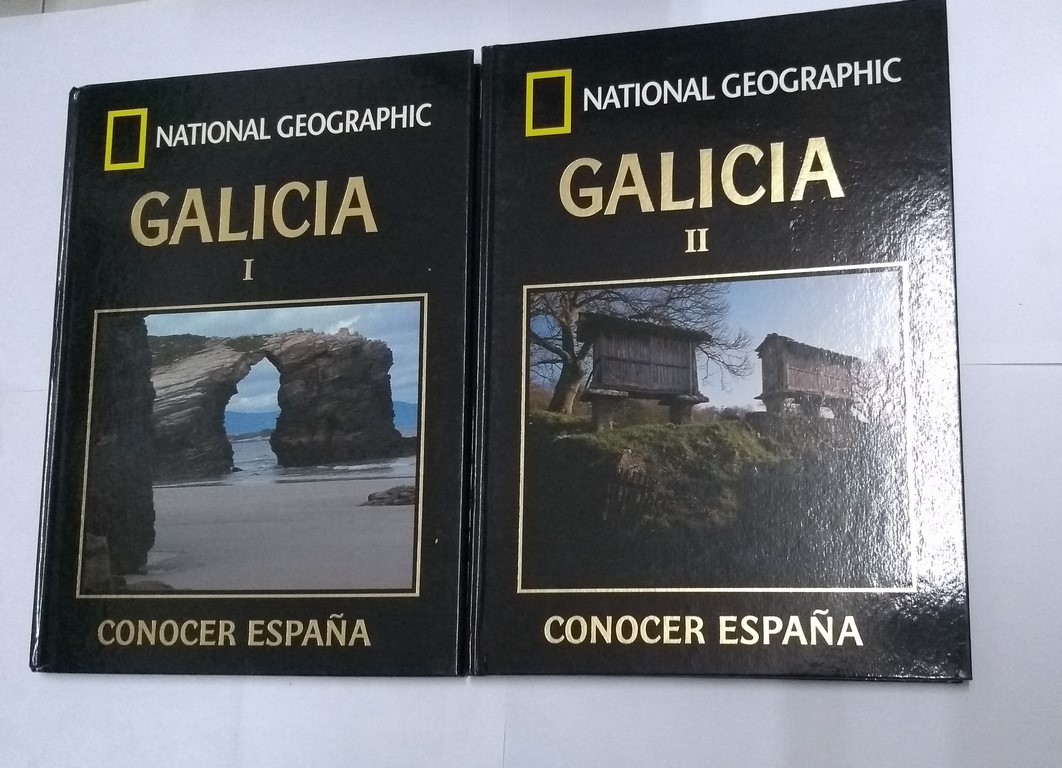 NATIONAL GEOGRAPHIC
GALICIA
I
CONOCER ESPAÑA
NATIONAL GEOGRAPHIC
GALICIA
II
CONOCER ESPAÑA